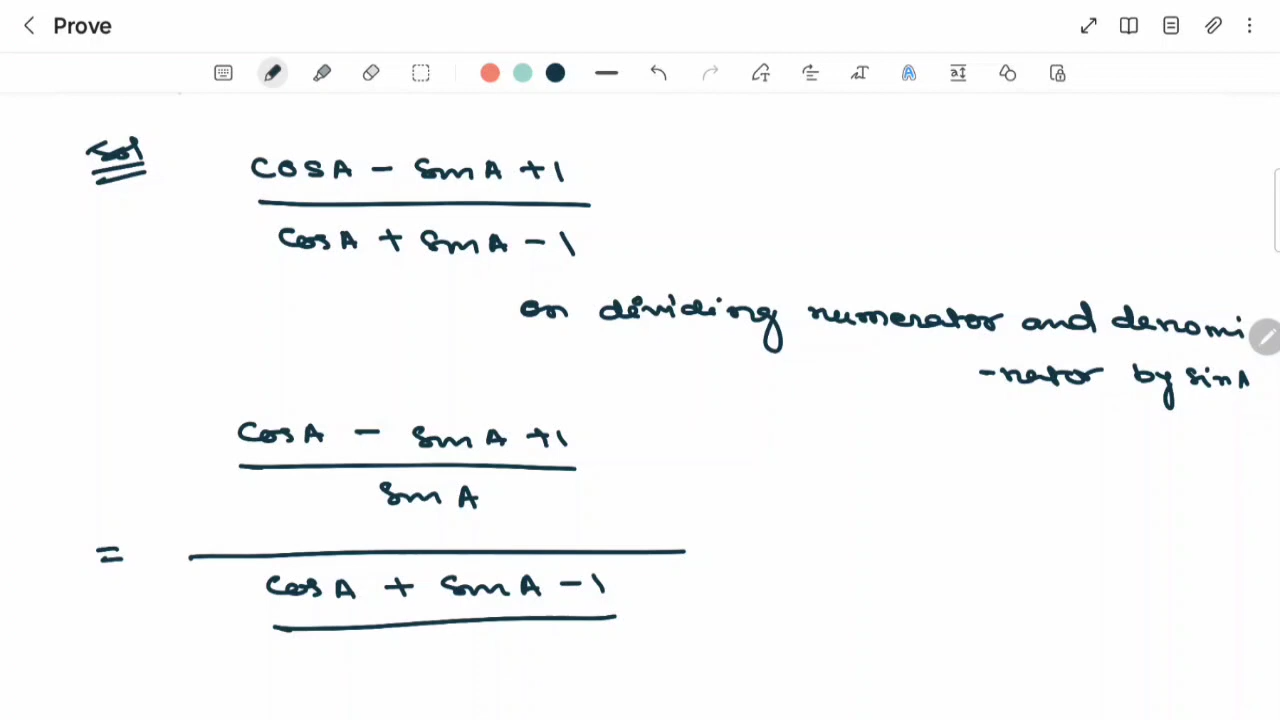 Prove
Sol
cosA - sinA +1
cosA + sinA - 1
on dividing numerator and denomi
-nator by sinA
cosA - sinA +1
sinA
=
cosA + sinA - 1